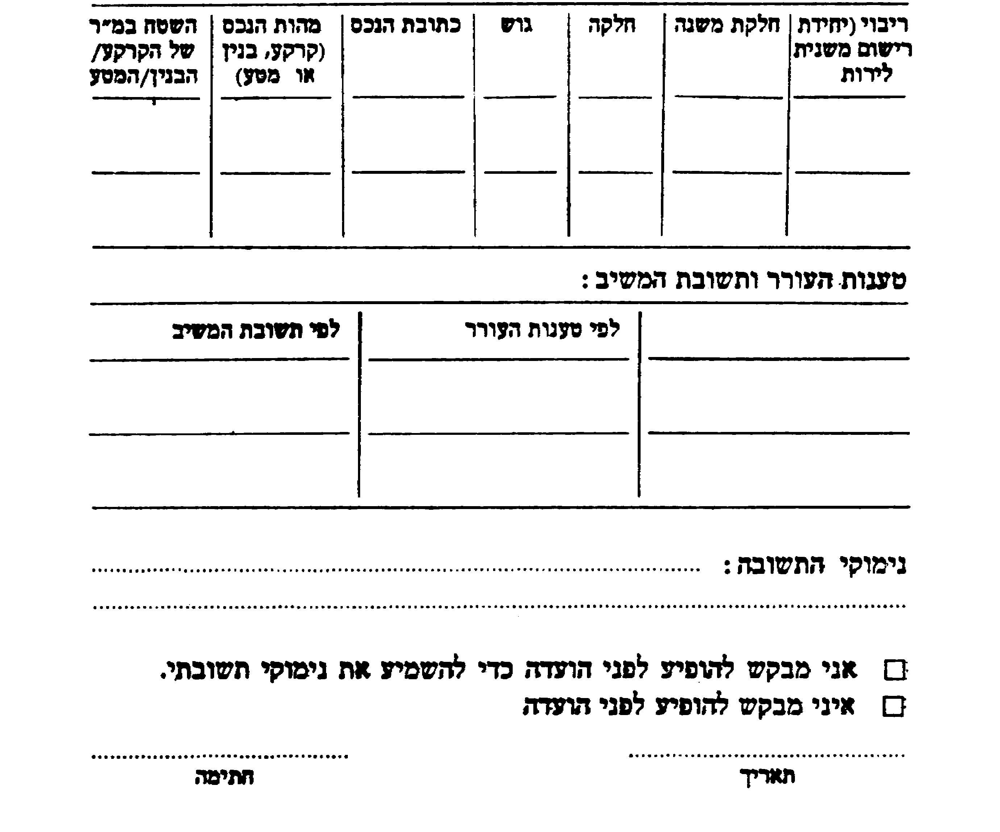 ריבוי (יחידת חלקת משנה חלקה גוש כתובת הנכס מהות הנכס השטח במ״ר
רישום משנית (קרקע, בנין של הקרקע/
לירות או מטע) הבנין/המטע
טענות העורר ותשובת המשיב:
לפי טענות העורר לפי תשובת המשיב
נימוקי התשובה:
אני מבקש להופיע לפני הועדה כדי להשמיע את נימוקי תשובתי.
איני מבקש להופיע לפני הועדה
תאריך חתימה